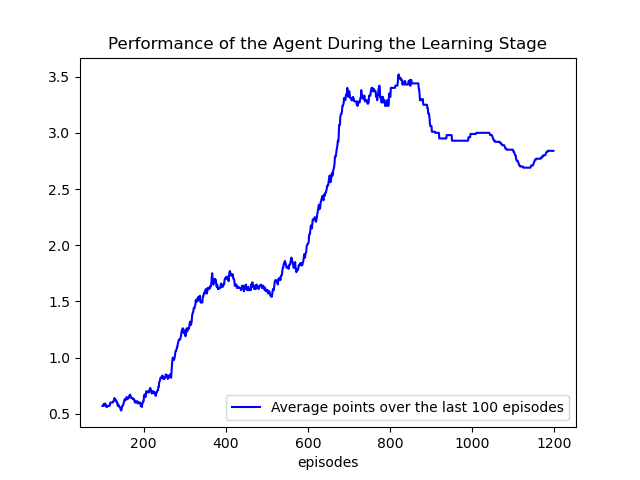 Performance of the Agent During the Learning Stage
3.5
3.0
2.5
2.0
1.5
1.0
0.5
Average points over the last 100 episodes
200 400 600 800 1000 1200
episodes